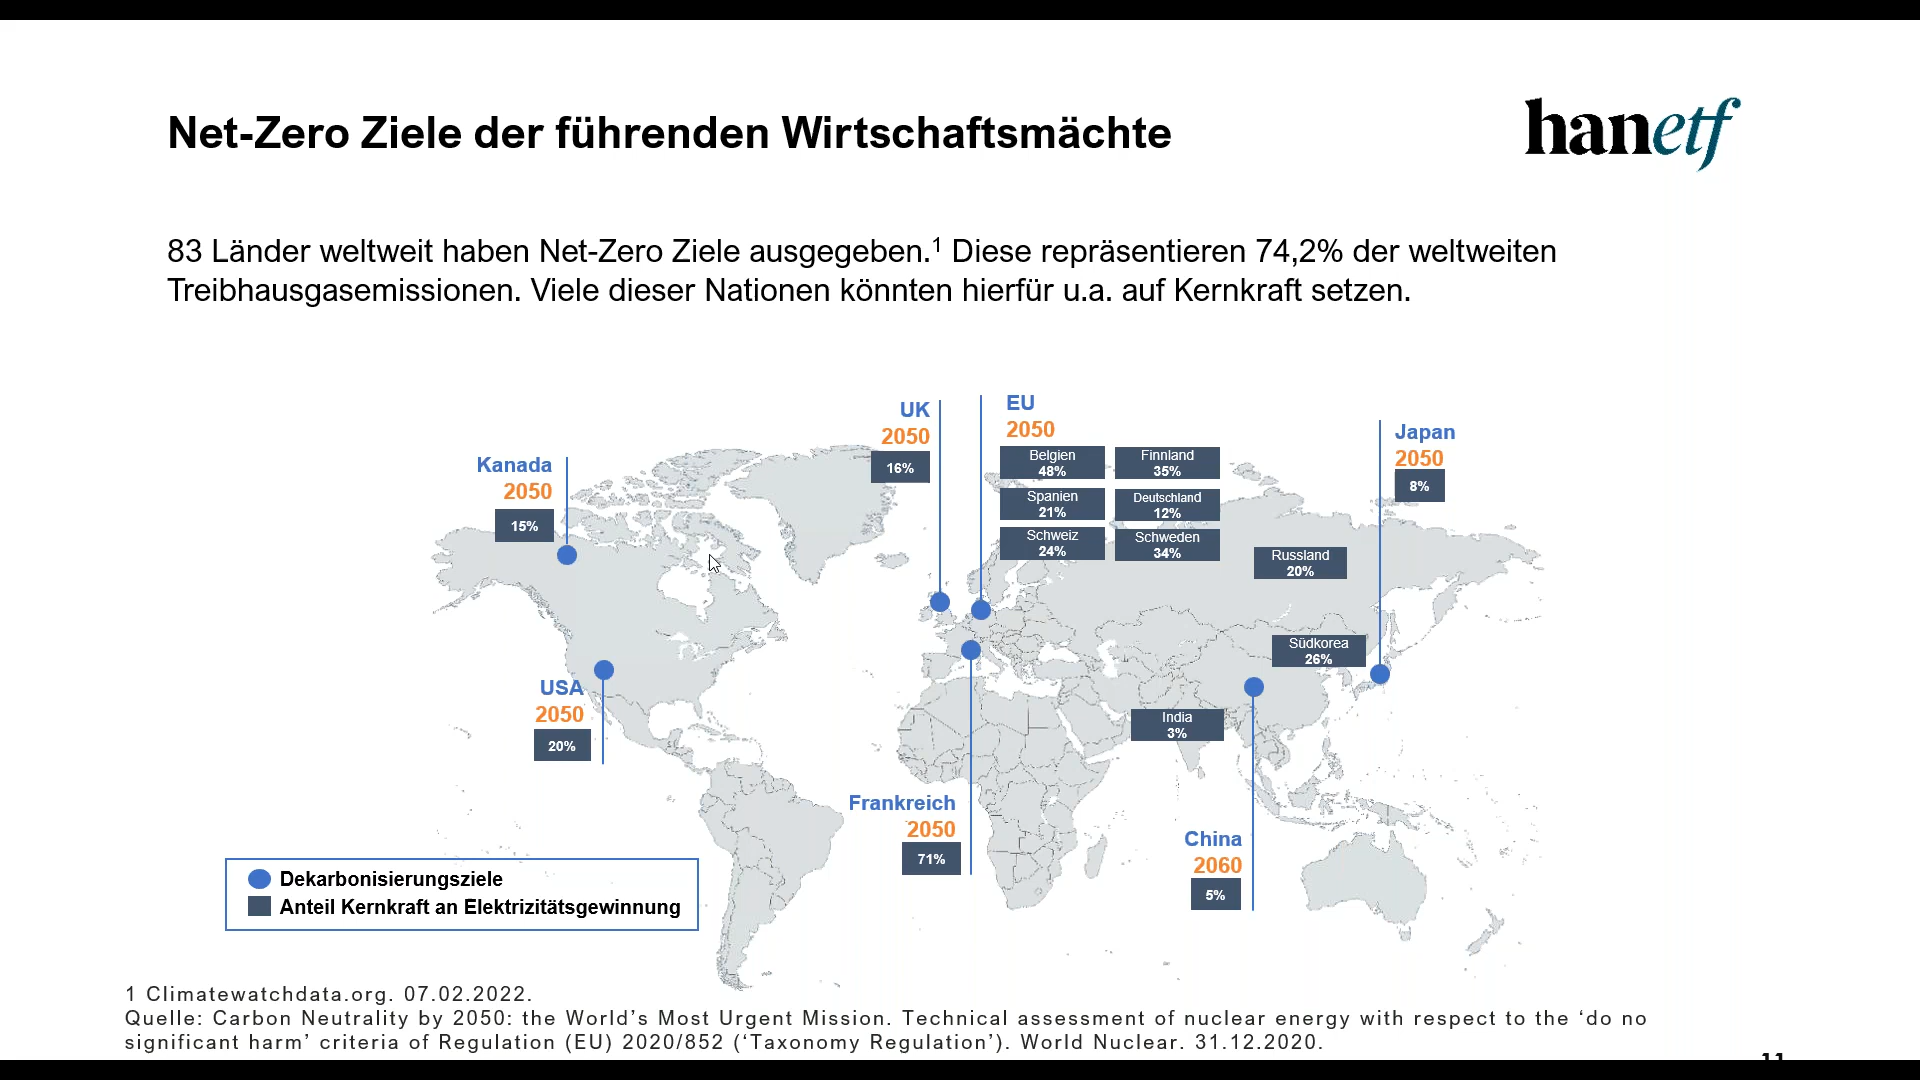 Net-Zero Ziele der führenden Wirtschaftsmächte
hanetf
83 Länder weltweit haben Net-Zero Ziele ausgegeben.¹ Diese repräsentieren 74,2% der weltweiten
Treibhausgasemissionen. Viele dieser Nationen könnten hierfür u.a. auf Kernkraft setzen.
Kanada
2050
15%
UK
2050
16%
EU
2050
Belgien
48%
Finnland
35%
Spanien
21%
Deutschland
12%
Schweiz
24%
Schweden
34%
Japan
2050
8%
Russland
20%
Südkorea
26%
USA
2050
20%
India
3%
Frankreich
2050
71%
China
2060
5%
Dekarbonisierungsziele
Anteil Kernkraft an Elektrizitätsgewinnung
1 Climatewatchdata.org. 07.02.2022.
Quelle: Carbon Neutrality by 2050: the World’s Most Urgent Mission. Technical assessment of nuclear energy with respect to the ‘do no
significant harm’ criteria of Regulation (EU) 2020/852 (‘Taxonomy Regulation’). World Nuclear. 31.12.2020.
11